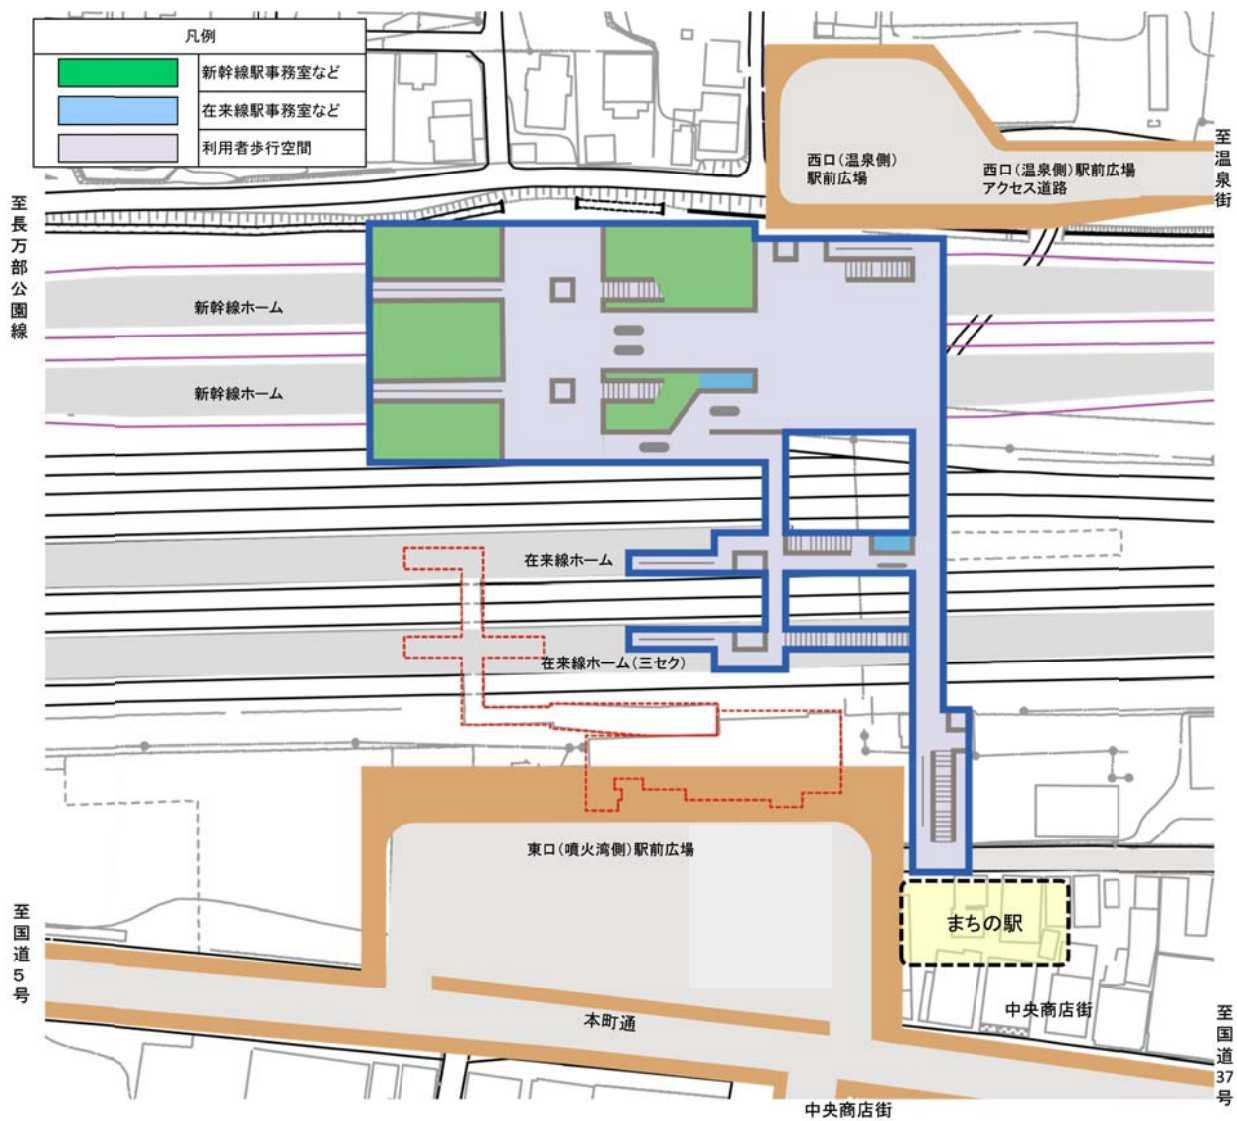 凡例
新幹線駅事務室など
在来線駅事務室など
利用者歩行空間
西口(温泉側)
駅前広場
西口(温泉側)駅前広場
アクセス道路
至温泉街
至長万部公園線
新幹線ホーム
新幹線ホーム
在来線ホーム
在来線ホーム(三セク)
東口(噴火湾側)駅前広場
まちの駅
至国道5号
本町通
中央商店街
至国道37号
中央商店街